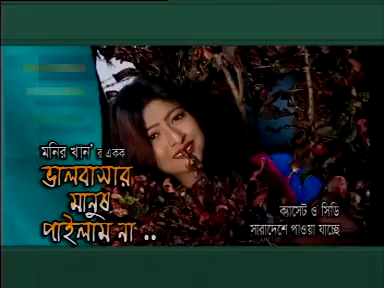 মনির খান'র একক
ভালবাসার
মানুষ
পাইলাম না ..
ক্যাসেট ও সিডি
সারাদেশে পাওয়া যাচ্ছে